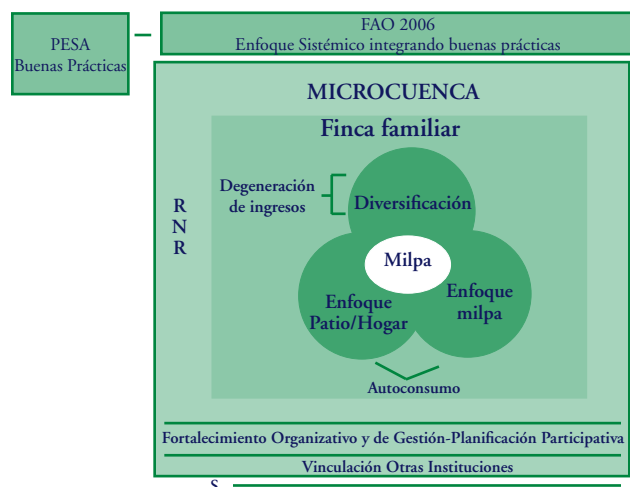 PESA
Buenas Prácticas
FAO 2006
Enfoque Sistémico integrando buenas prácticas
MICROCUENCA
Finca familiar
Degeneración
de ingresos
Diversificación
R
N
R
Milpa
Enfoque
Patio/Hogar
Enfoque
milpa
Autoconsumo
Fortalecimiento Organizativo y de Gestión-Planificación Participativa
Vinculación Otras Instituciones
S